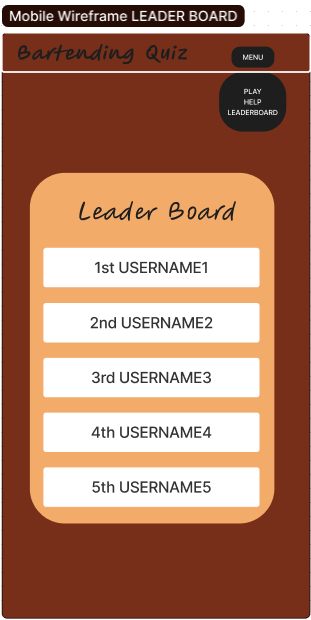 Mobile Wireframe LEADER BOARD
Bartending Quiz
MENU
PLAY
HELP
LEADERBOARD
Leader Board
1st USERNAME1
2nd USERNAME2
3rd USERNAME3
4th USERNAME4
5th USERNAME5